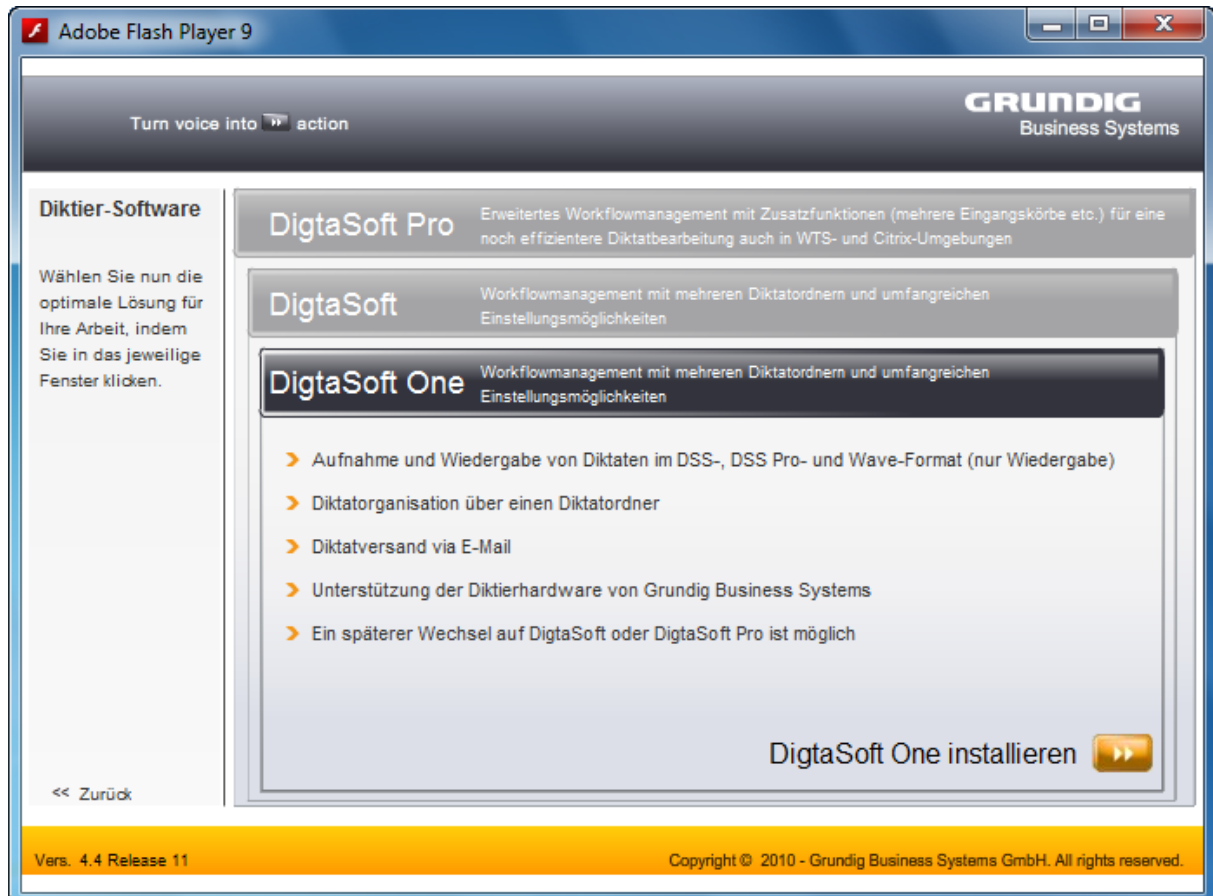 Adobe Flash Player 9
Turn voice into action
GRUNDIG
Business Systems
Diktier-Software
Wählen Sie nun die
optimale Lösung für
Ihre Arbeit, indem
Sie in das jeweilige
Fenster klicken.
<< Zurück
DigtaSoft Pro
Erweitertes Workflowmanagement mit Zusatzfunktionen (mehrere Eingangskörbe etc.) für eine
noch effizientere Diktatbearbeitung auch in WTS- und Citrix-Umgebungen
DigtaSoft
Workflowmanagement mit mehreren Diktatordnern und umfangreichen
Einstellungsmöglichkeiten
DigtaSoft One
Workflowmanagement mit mehreren Diktatordnern und umfangreichen
Einstellungsmöglichkeiten
Aufnahme und Wiedergabe von Diktaten im DSS-, DSS Pro- und Wave-Format (nur Wiedergabe)
Diktatorganisation über einen Diktatordner
Diktatversand via E-Mail
Unterstützung der Diktierhardware von Grundig Business Systems
Ein späterer Wechsel auf DigtaSoft oder DigtaSoft Pro ist möglich
DigtaSoft One installieren
Vers. 4.4 Release 11
Copyright © 2010 - Grundig Business Systems GmbH. All rights reserved.